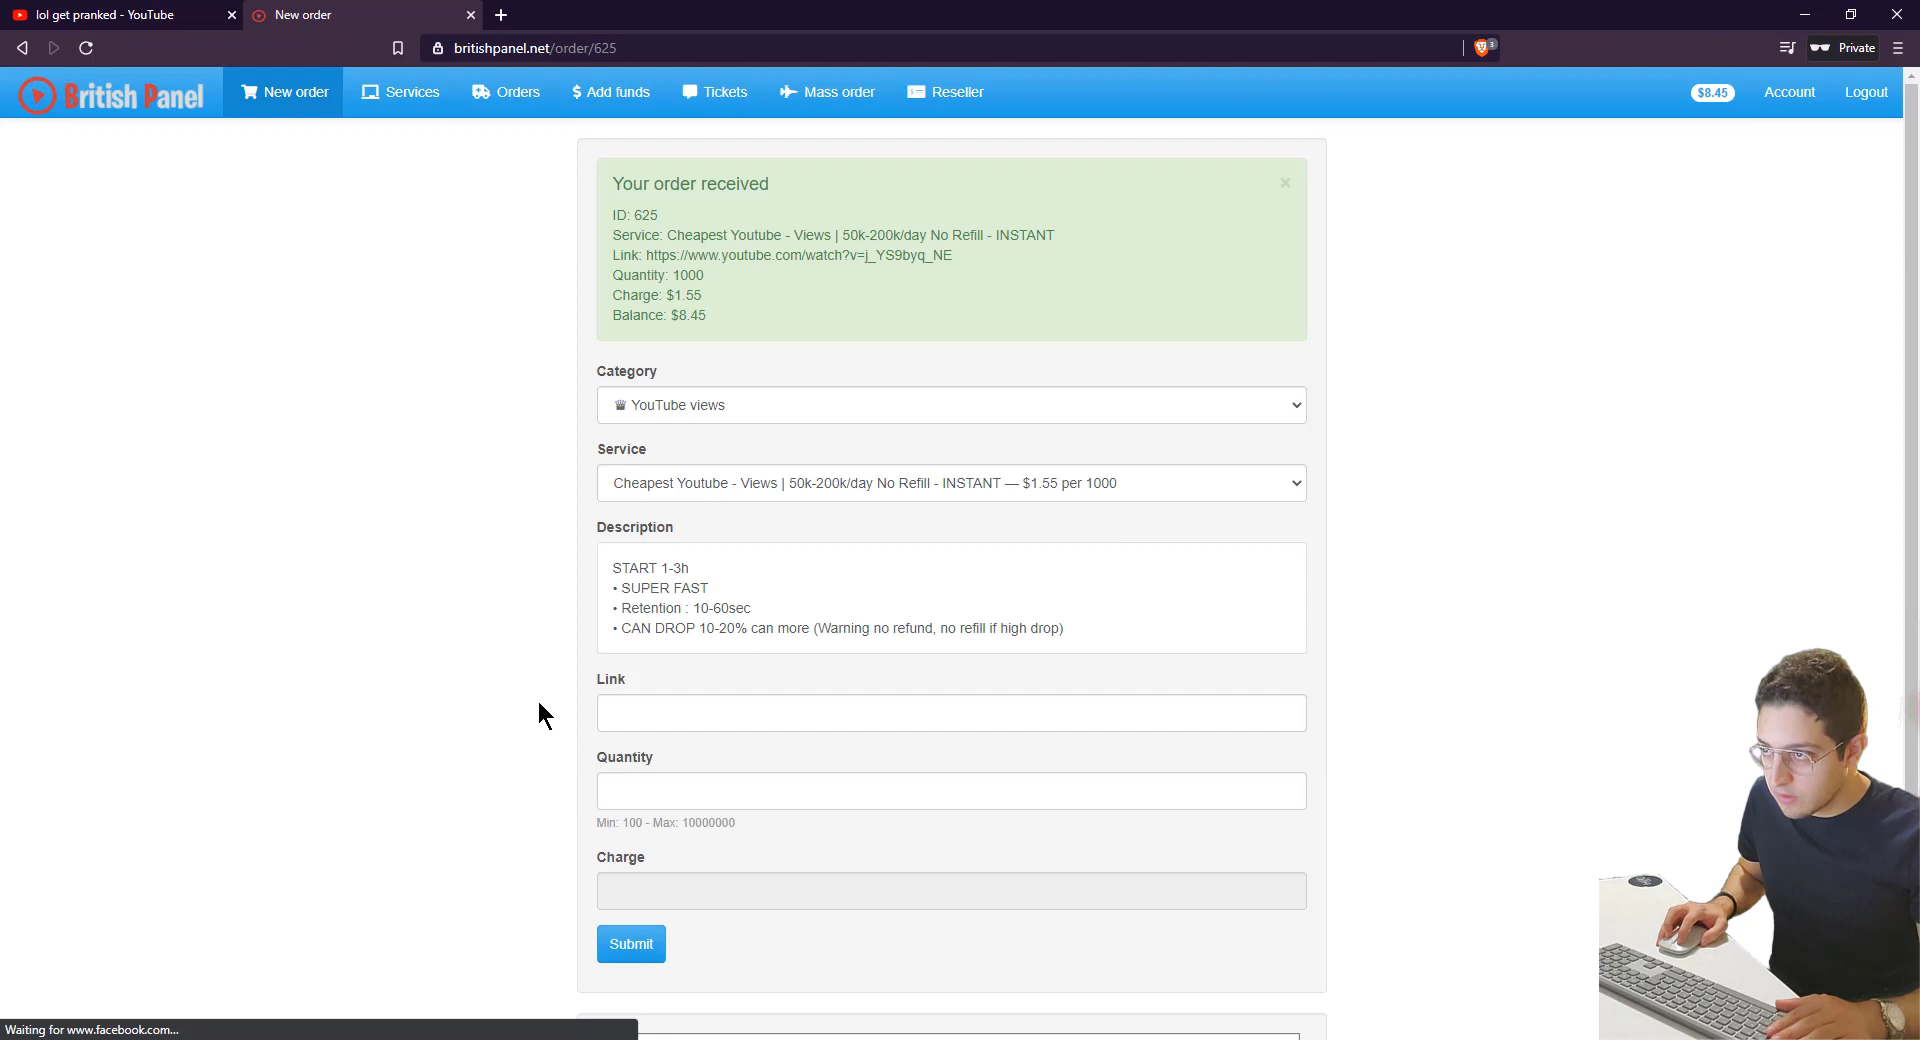 lol get pranked - YouTube
New order
britishpanel.net/order/625
3
Private
British Panel
New order
Services
Orders
$ Add funds
Tickets
Mass order
Reseller
$8.45
Account
Logout
Your order received
×
ID: 625
Service: Cheapest Youtube - Views | 50k-200k/day No Refill - INSTANT
Link: https://www.youtube.com/watch?v=j_YS9byq_NE
Quantity: 1000
Charge: $1.55
Balance: $8.45
Category
♛ YouTube views
Service
Cheapest Youtube - Views | 50k-200k/day No Refill - INSTANT — $1.55 per 1000
Description
START 1-3h
• SUPER FAST
• Retention : 10-60sec
• CAN DROP 10-20% can more (Warning no refund, no refill if high drop)
Link
Quantity
Min: 100 - Max: 10000000
Charge
Submit
Waiting for www.facebook.com...